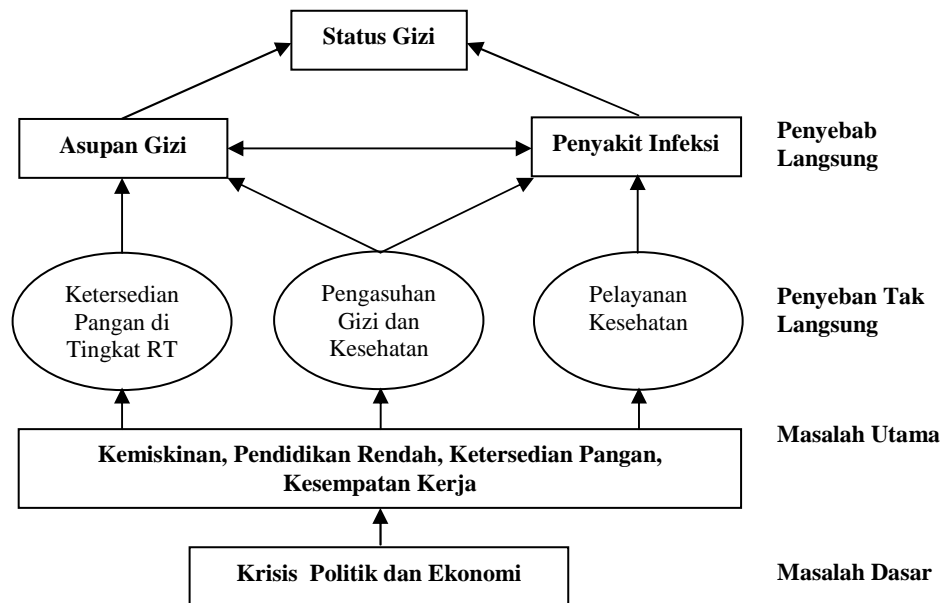 Status Gizi
Asupan Gizi
Penyakit Infeksi
Penyebab
Langsung
Ketersedian
Pangan di
Tingkat RT
Pengasuhan
Gizi dan
Kesehatan
Pelayanan
Kesehatan
Penyeban Tak
Langsung
Kemiskinan, Pendidikan Rendah, Ketersedian Pangan,
Kesempatan Kerja
Masalah Utama
Krisis Politik dan Ekonomi
Masalah Dasar